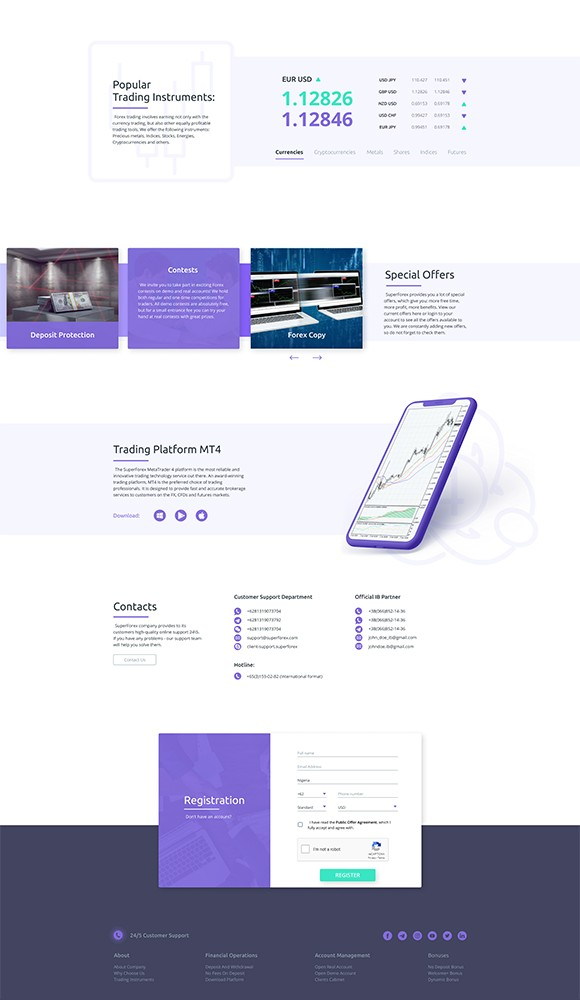 Popular
Trading Instruments:
Forex trading involves earning not only with the
currency trading, but also other equally profitable
trading tools. We offer the following instruments:
Precious metals, Indices, Stocks, Energies,
Cryptocurrencies and others.
EUR USD
1.12826
1.12846
USD JPY
GBP USD 1.12826 1.12846
NZD USD 0.69153 0.69178
USD CHF 0.99427
EUR JPY
Currencies Cryptocurrencies Metals Shares Indices Futures
Deposit Protection
Contests
We invite you to take part in exciting Forex
contests on demo and real accounts! We hold
both regular and one time competitions for
traders. All demo contests are absolutely free,
but for a small entrance fee you can try your
hand at real contests with great prizes.
Forex Copy
Special Offers
SuperForex provides you a lot of special
offers, which give you more free time,
more profit, more benefits. View our
current offers here or login to your
account to see all the offers available
to you. We are constantly adding new offers,
so do not forget to check them.
Trading Platform MT4
The SuperForex MetaTrader 4 platform is the most reliable and
innovative trading technology service out there. An award-winning
trading platform, MT4 is the preferred choice of trading
professionals. It is designed to provide fast and accurate brokerage
services to customers on the FX, CFDs and futures markets.
Download:
Contacts
SuperForex company provides to its
customers high-quality online support 24/5.
If you have any problems - our support team
will help you solve them.
Contact Us
Customer Support Department
+6281319073704
+6281319073782
+6281319073704
support@superforex.com
client.support.superforex
Hotline:
+65(3)155-02-82 (International format)
Official IB Partner
+38(066)852-14-36
+38(066)852-14-36
+38(066)852-14-36
john_doe_ib@gmail.com
johndoe.ib@gmail.com
Registration
Don't have an account?
Full name
Email Address
Nigeria
+62 Phone number
Standard USD
I have read the Public Offer Agreement, which I
fully accept and agree with.
I'm not a robot
reCAPTCHA
Privacy - Terms
REGISTER
24/5 Customer Support
About
About Company
Why Choose Us
Trading Instruments
Financial Operations
Deposit And Withdrawal
No Fees On Deposit
Download Platform
Account Management
Open Real Account
Open Demo Account
Clients Cabinet
Bonuses
No Deposit Bonus
Welcome+ Bonus
Dynamic Bonus